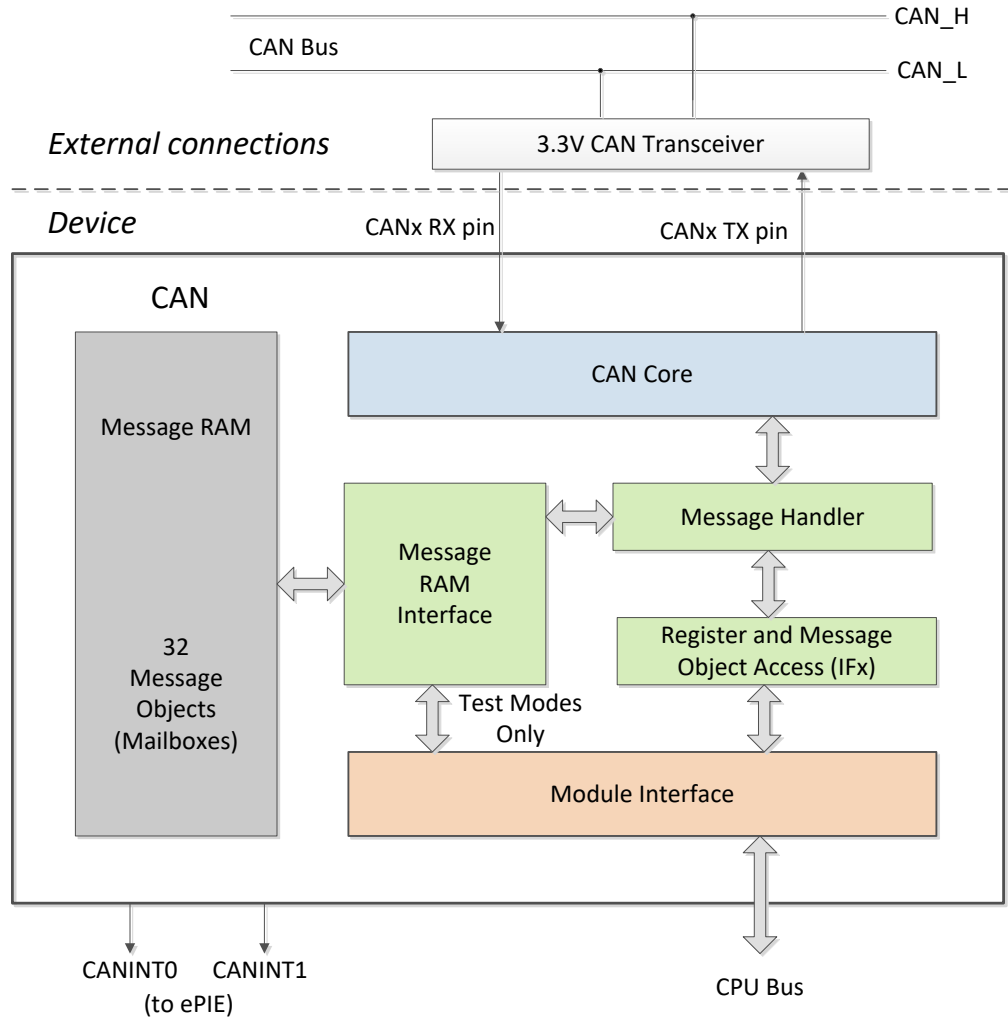 CAN_H
CAN Bus
CAN_L
External connections
3.3V CAN Transceiver
Device
CANx RX pin
CANx TX pin
CAN
CAN Core
Message RAM
Message Handler
Message
RAM
Interface
Register and Message
Object Access (IFx)
32
Message
Objects
(Mailboxes)
Test Modes
Only
Module Interface
CANINT0
CANINT1
(to ePIE)
CPU Bus